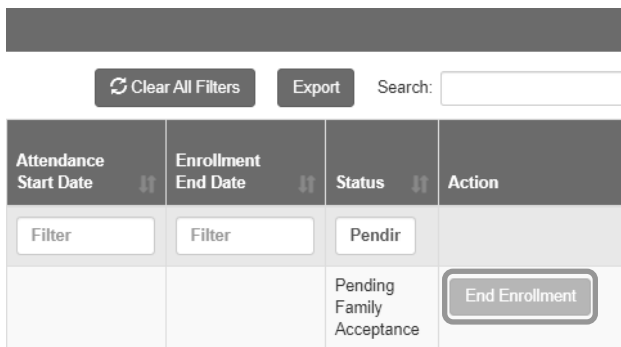 Clear All Filters Export Search:
Attendance Start Date Enrollment End Date Status Action
Filter Filter Pendir
Pending
Family
Acceptance
End Enrollment